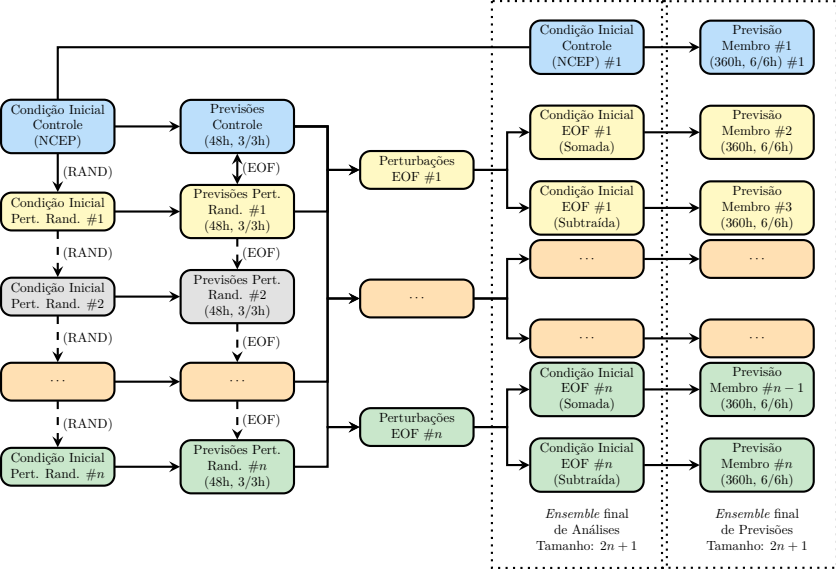 Condição Inicial
Controle
(NCEP) #1
Previsão
Membro #1
(360h, 6/6h) #1
Condição Inicial
Controle
(NCEP)
Previsões
Controle
(48h, 3/3h)
(RAND)
(EOF)
Condição Inicial
Pert. Rand. #1
Previsões Pert.
Rand. #1
(48h, 3/3h)
(RAND)
(EOF)
Condição Inicial
Pert. Rand. #2
Previsões Pert.
Rand. #2
(48h, 3/3h)
(RAND)
(EOF)
...
...
(RAND)
(EOF)
Condição Inicial
Pert. Rand. #n
Previsões Pert.
Rand. #n
(48h, 3/3h)
Perturbações
EOF #1
...
Perturbações
EOF #n
Condição Inicial
EOF #1
(Somada)
Previsão
Membro #2
(360h, 6/6h)
Condição Inicial
EOF #1
(Subtraída)
Previsão
Membro #3
(360h, 6/6h)
...
...
...
...
Condição Inicial
EOF #n
(Somada)
Previsão
Membro #n − 1
(360h, 6/6h)
Condição Inicial
EOF #n
(Subtraída)
Previsão
Membro #n
(360h, 6/6h)
Ensemble final
de Análises
Tamanho: 2n + 1
Ensemble final
de Previsões
Tamanho: 2n + 1